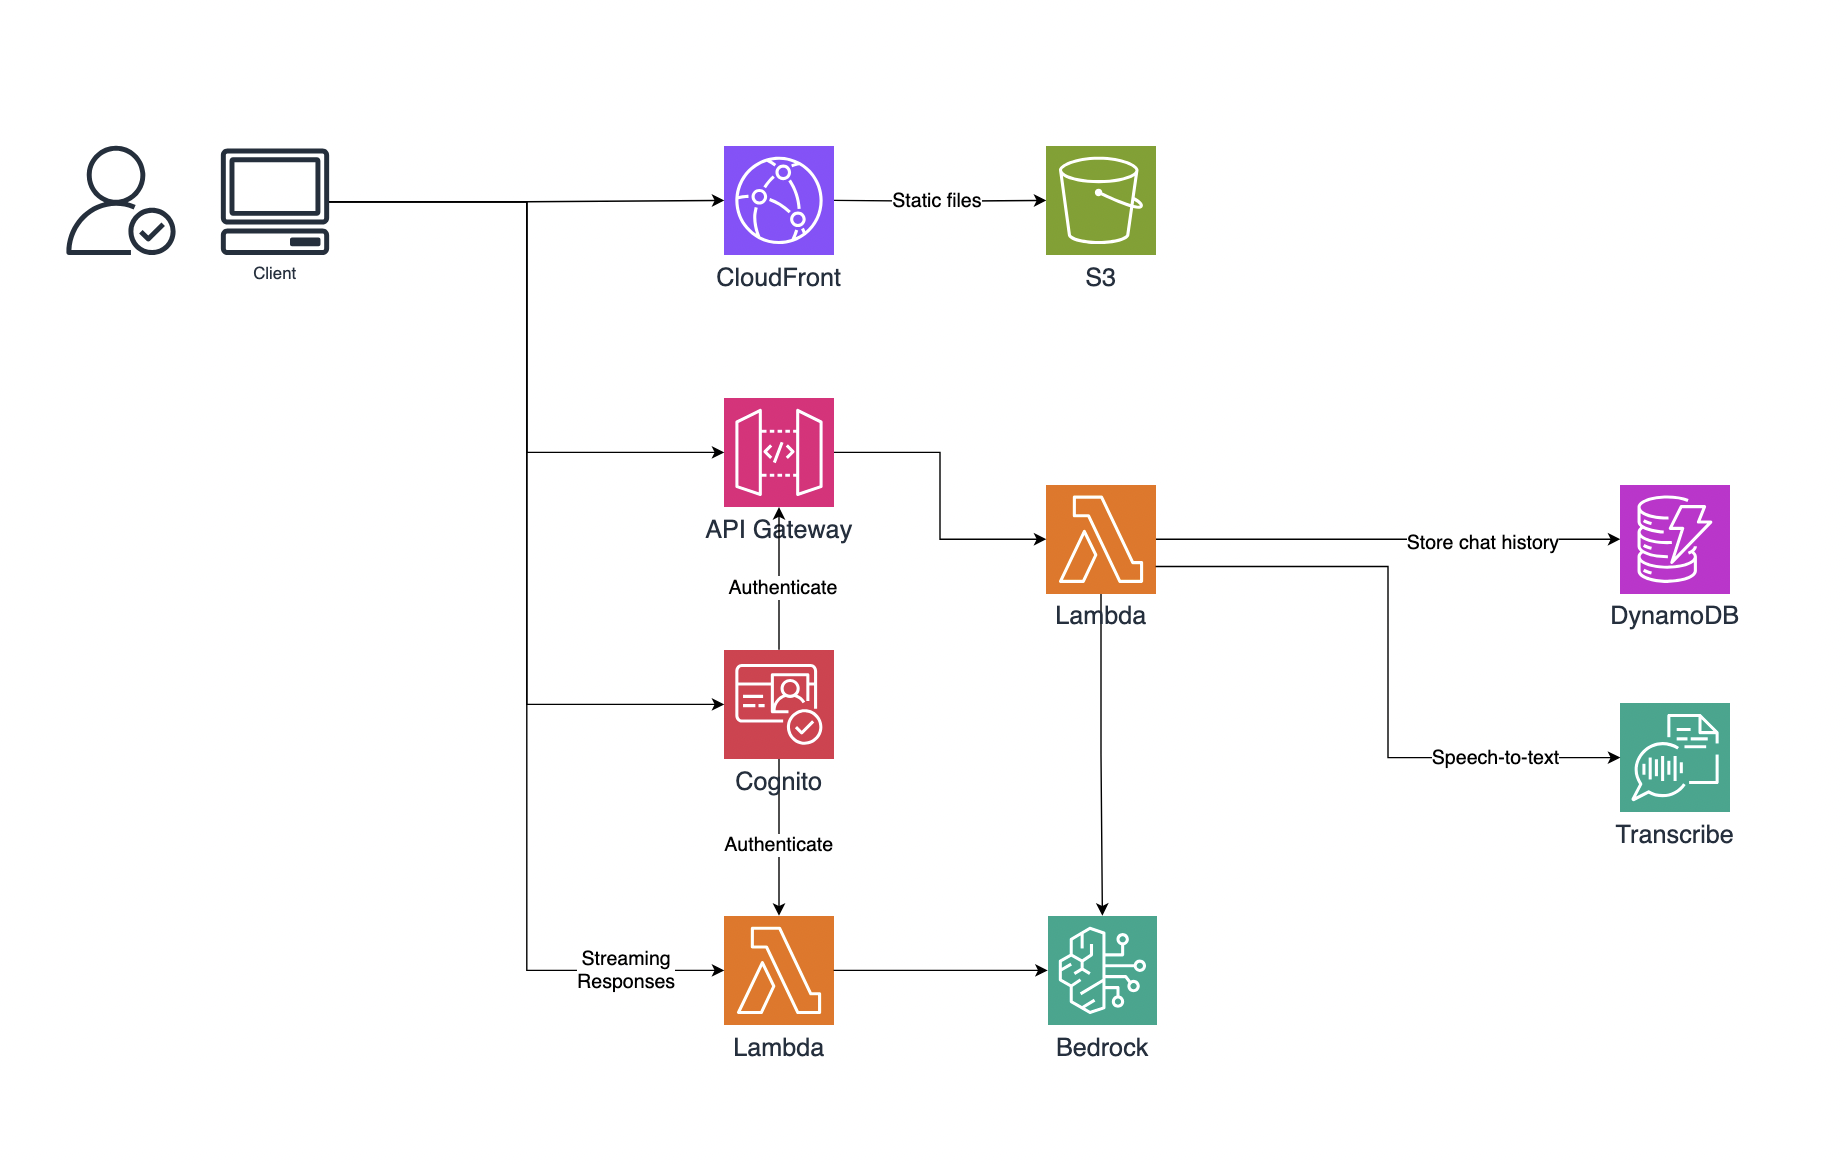 Client
CloudFront
Static files
S3
API Gateway
Authenticate
Lambda
Store chat history
DynamoDB
Cognito
Speech-to-text
Transcribe
Authenticate
Streaming
Responses
Lambda
Bedrock